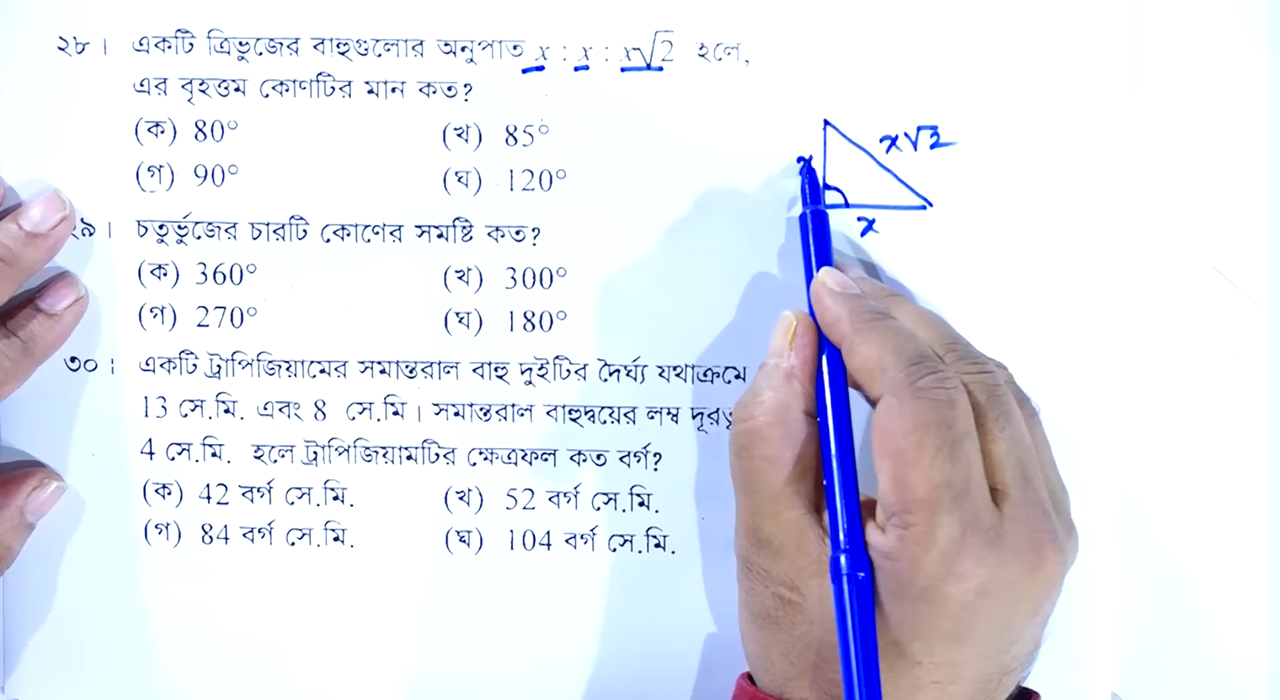 ২৮। একটি ত্রিভুজের বাহুগুলোর অনুপাত x : x : x√2 হলে,
এর বৃহত্তম কোণটির মান কত?
(ক) 80° (খ) 85°
(গ) 90° (ঘ) 120°
২৯। চতুর্ভুজের চারটি কোণের সমষ্টি কত?
(ক) 360° (খ) 300°
(গ) 270° (ঘ) 180°
৩০। একটি ট্রাপিজিয়ামের সমান্তরাল বাহু দুইটির দৈর্ঘ্য যথাক্রমে
13 সে.মি. এবং 8 সে.মি। সমান্তরাল বাহুদ্বয়ের লম্ব দূরত্ব
4 সে.মি. হলে ট্রাপিজিয়ামটির ক্ষেত্রফল কত বর্গ?
(ক) 42 বর্গ সে.মি. (খ) 52 বর্গ সে.মি.
(গ) 84 বর্গ সে.মি. (ঘ) 104 বর্গ সে.মি.
x√2
x
x